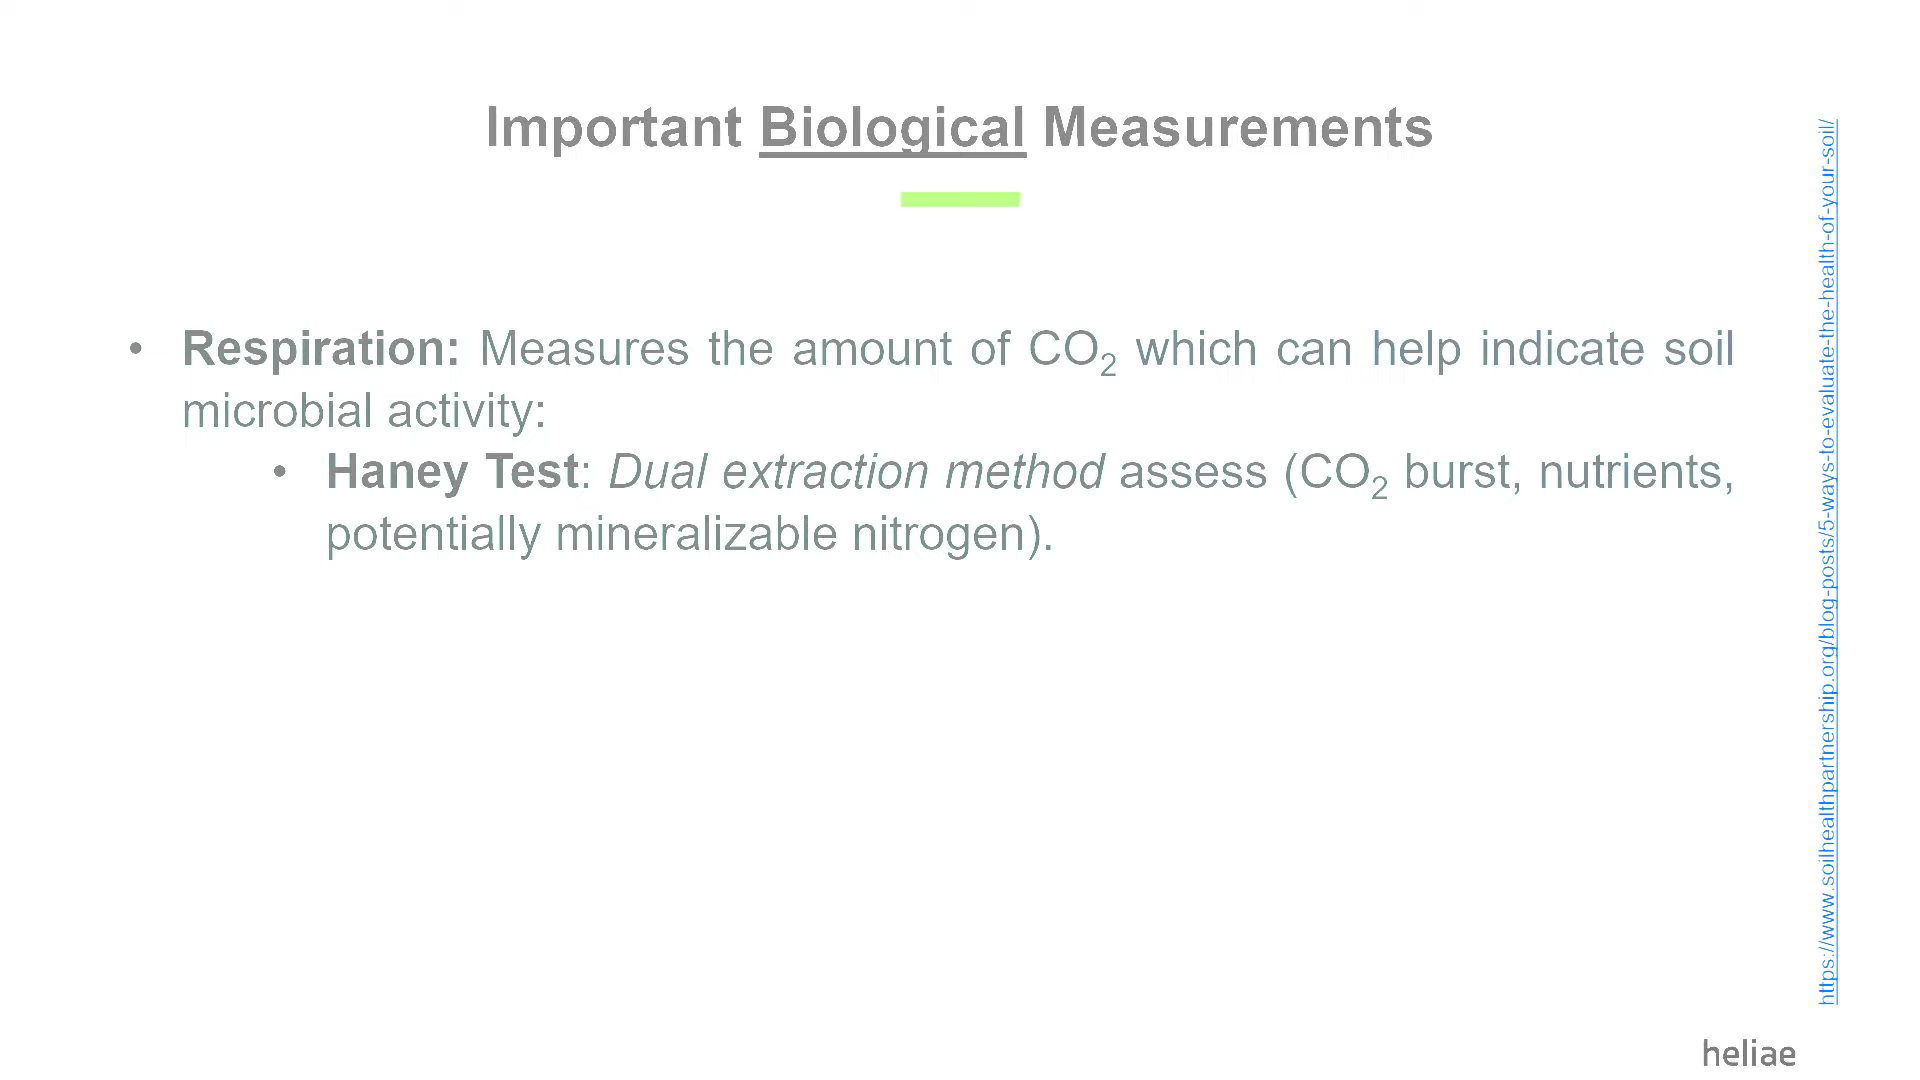 Important Biological Measurements
• Respiration: Measures the amount of CO₂ which can help indicate soil
microbial activity:
• Haney Test: Dual extraction method assess (CO₂ burst, nutrients,
potentially mineralizable nitrogen).
https://www.soilhealthpartnership.org/blog-posts/5-ways-to-evaluate-the-health-of-your-soil/
heliae